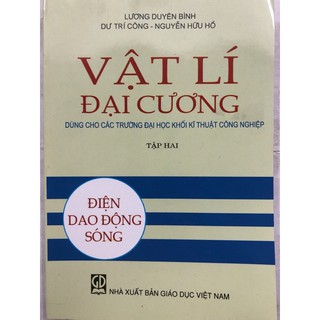 LƯƠNG DUYÊN BÌNH
DƯ TRÍ CÔNG - NGUYỄN HỮU HỒ
VẬT LÍ
ĐẠI CƯƠNG
DÙNG CHO CÁC TRƯỜNG ĐẠI HỌC KHỐI KĨ THUẬT CÔNG NGHIỆP
TẬP HAI
ĐIỆN
DAO ĐỘNG
SÓNG
NHÀ XUẤT BẢN GIÁO DỤC VIỆT NAM